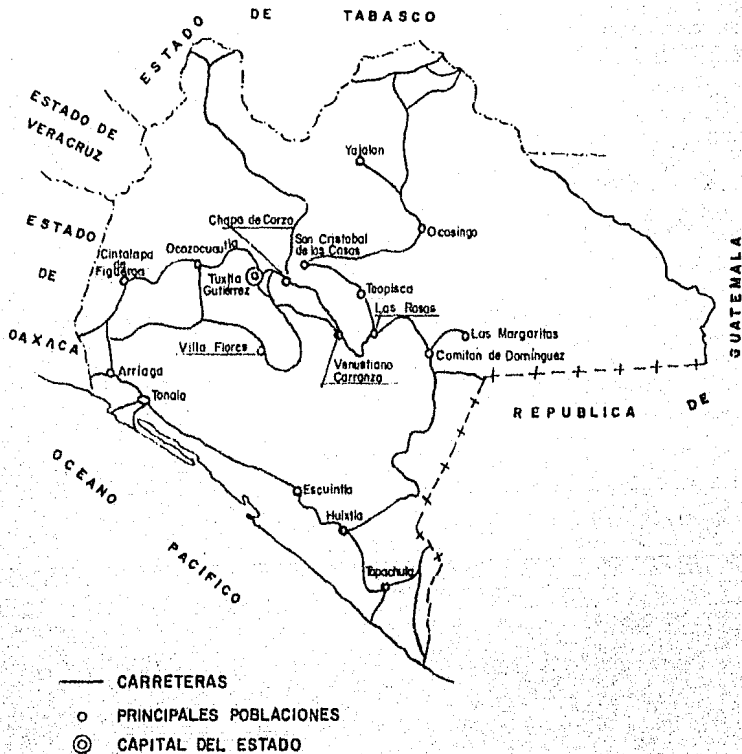 ESTADO DE TABASCO
ESTADO DE
VERACRUZ
ESTADO
DE
OAXACA
Yajalon
Ocosingo
Chapa de Corzo
San Cristobal
de las Casas
Ocozocuautla
Cintalapa
de
Figueroa
Tuxtla
Gutiérrez
Teopisca
Las Rosas
Las Margaritas
Comitan de Domínguez
Villa Flores
Venustiano
Carranza
Arriaga
Tonala
GUATEMALA
REPUBLICA DE
Escuintla
Huixtla
Tapachula
OCEANO
PACIFICO
CARRETERAS
PRINCIPALES POBLACIONES
CAPITAL DEL ESTADO